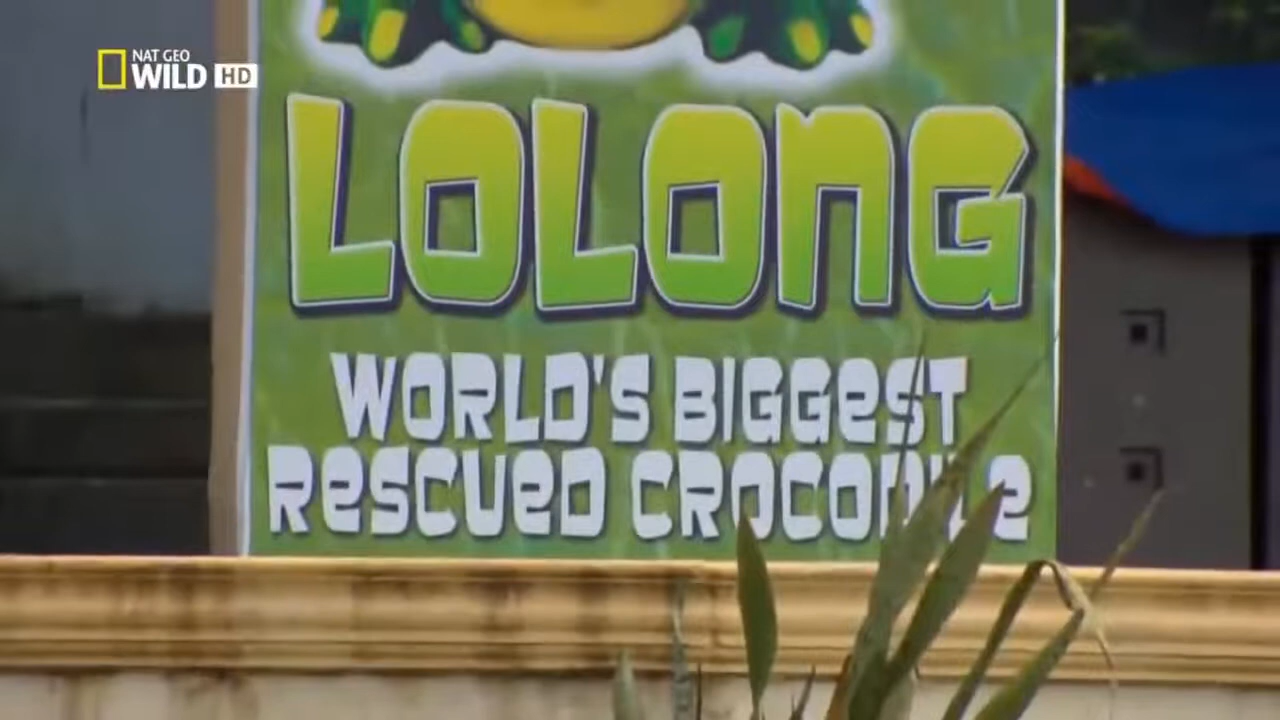 NAT GEO
WILD HD
LOLONG
WORLD'S BIGGEST
RESCUED CROCODILE